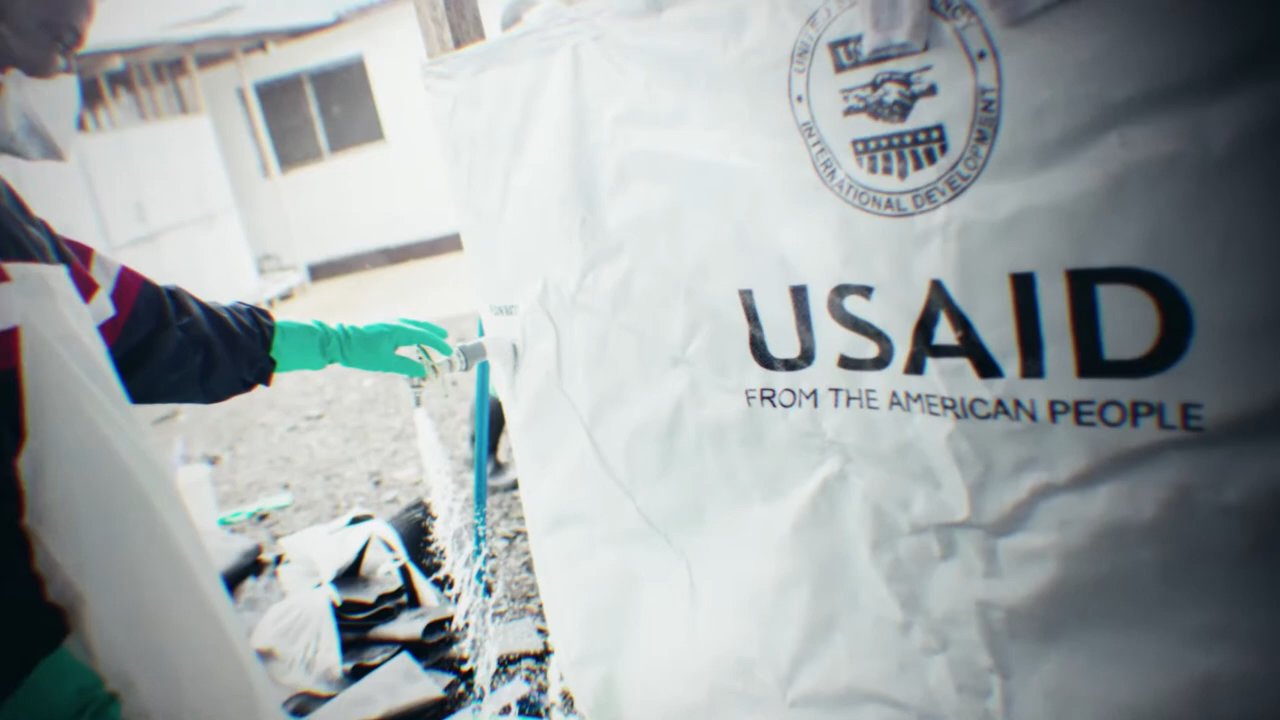 INTERNATIONAL DEVELOPMENT
USAID
FROM THE AMERICAN PEOPLE